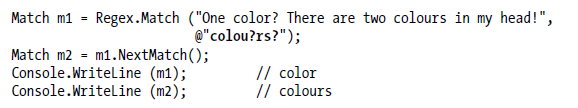 Match m1 = Regex.Match ("One color? There are two colours in my head!",
                        @"colou?rs?");
Match m2 = m1.NextMatch();
Console.WriteLine (m1);         // color
Console.WriteLine (m2);         // colours